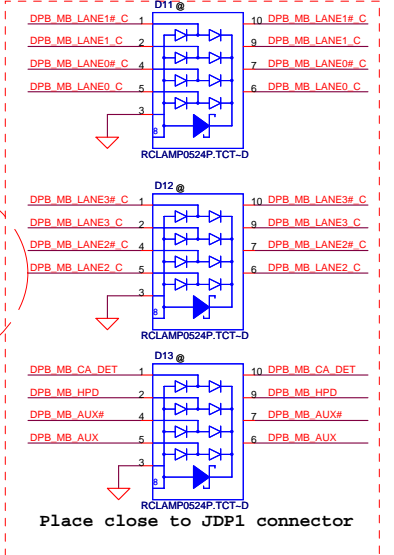 D11 @
DPB_MB_LANE1#_C 1 10 DPB_MB_LANE1#_C
DPB_MB_LANE1_C 2 9 DPB_MB_LANE1_C
DPB_MB_LANE0#_C 4 7 DPB_MB_LANE0#_C
DPB_MB_LANE0_C 5 6 DPB_MB_LANE0_C
3
8
RCLAMP0524P.TCT~D
D12 @
DPB_MB_LANE3#_C 1 10 DPB_MB_LANE3#_C
DPB_MB_LANE3_C 2 9 DPB_MB_LANE3_C
DPB_MB_LANE2#_C 4 7 DPB_MB_LANE2#_C
DPB_MB_LANE2_C 5 6 DPB_MB_LANE2_C
3
8
RCLAMP0524P.TCT~D
D13 @
DPB_MB_CA_DET 1 10 DPB_MB_CA_DET
DPB_MB_HPD 2 9 DPB_MB_HPD
DPB_MB_AUX# 4 7 DPB_MB_AUX#
DPB_MB_AUX 5 6 DPB_MB_AUX
3
8
RCLAMP0524P.TCT~D
Place close to JDP1 connector